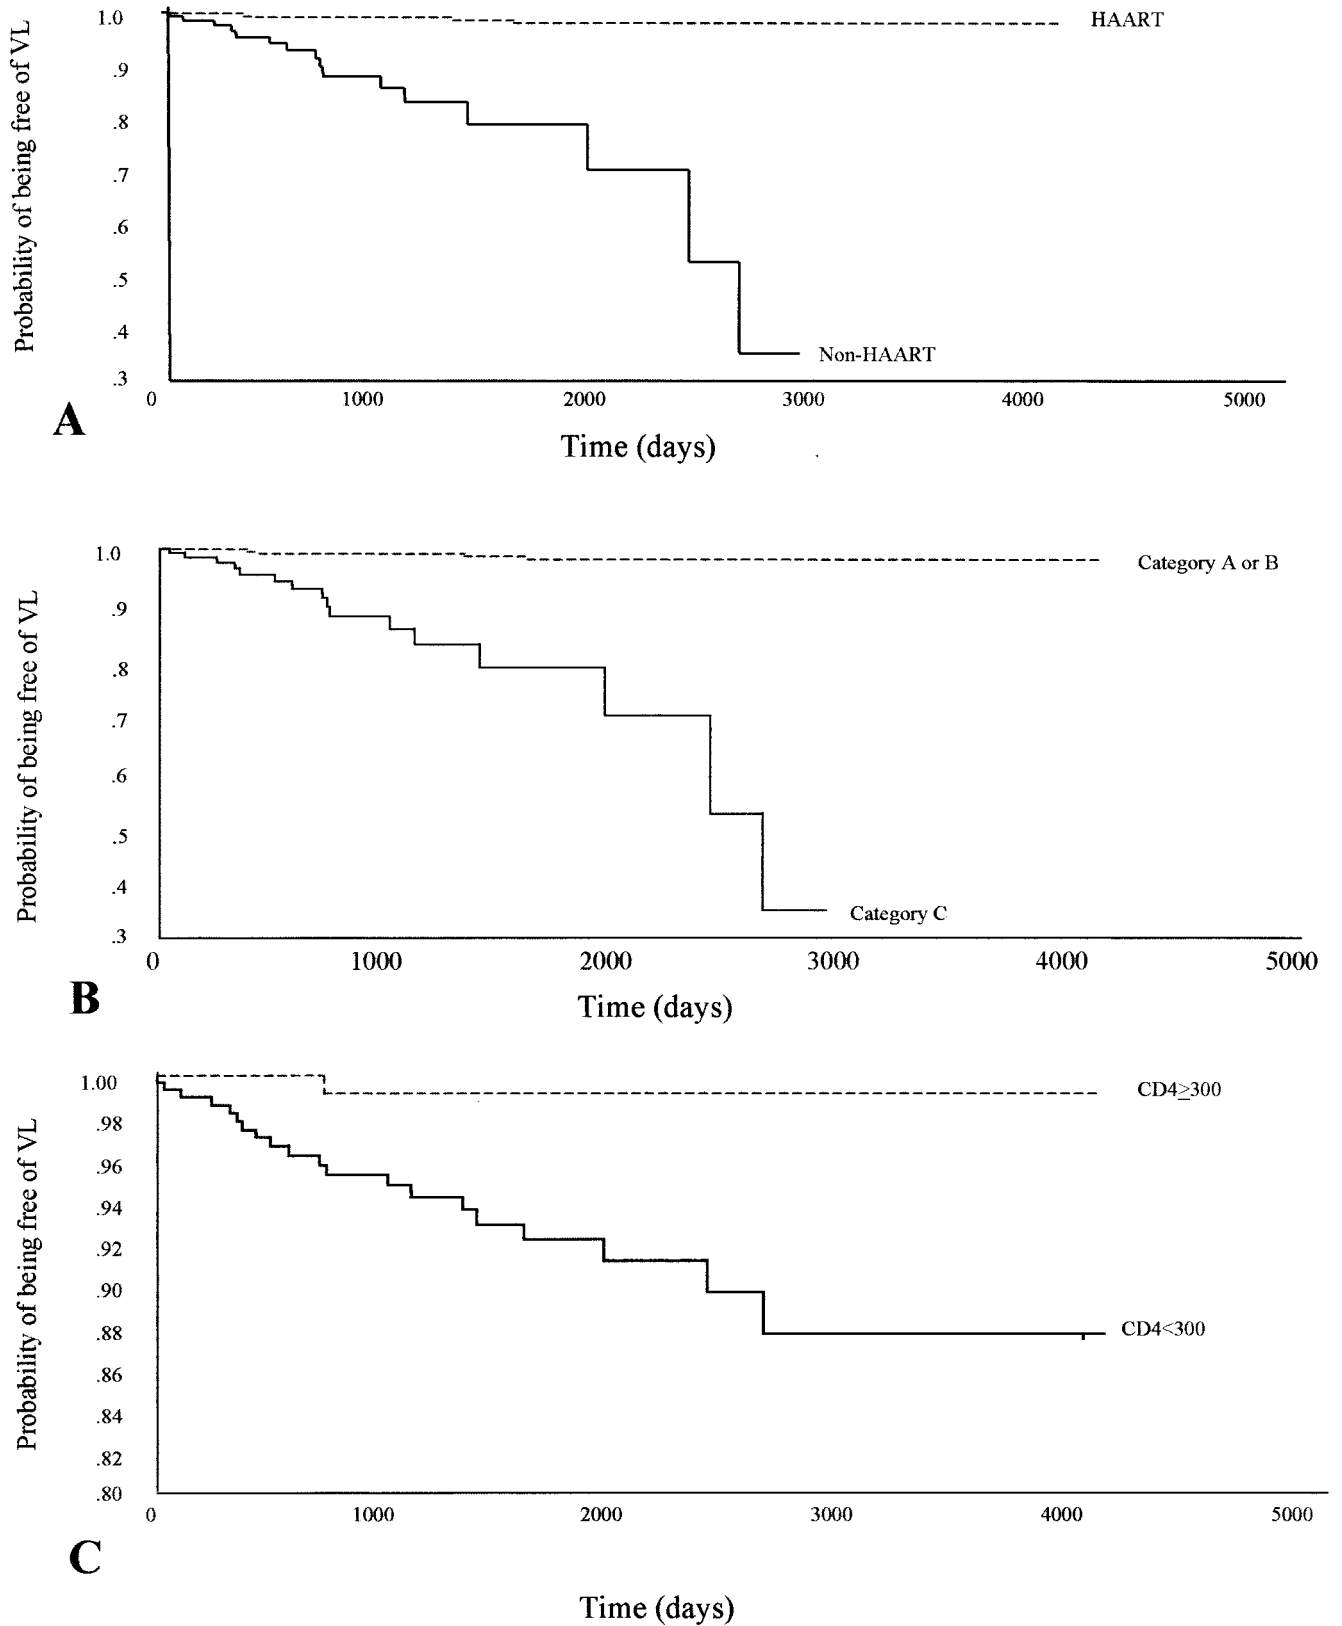 Probability of being free of VL
1.0
.9
.8
.7
.6
.5
.4
.3
HAART
Non-HAART
0 1000 2000 3000 4000 5000
A
Time (days)
Probability of being free of VL
1.0
.9
.8
.7
.6
.5
.4
.3
Category A or B
Category C
0 1000 2000 3000 4000 5000
B
Time (days)
Probability of being free of VL
1.00
.98
.96
.94
.92
.90
.88
.86
.84
.82
.80
CD4≥300
CD4<300
0 1000 2000 3000 4000 5000
C
Time (days)